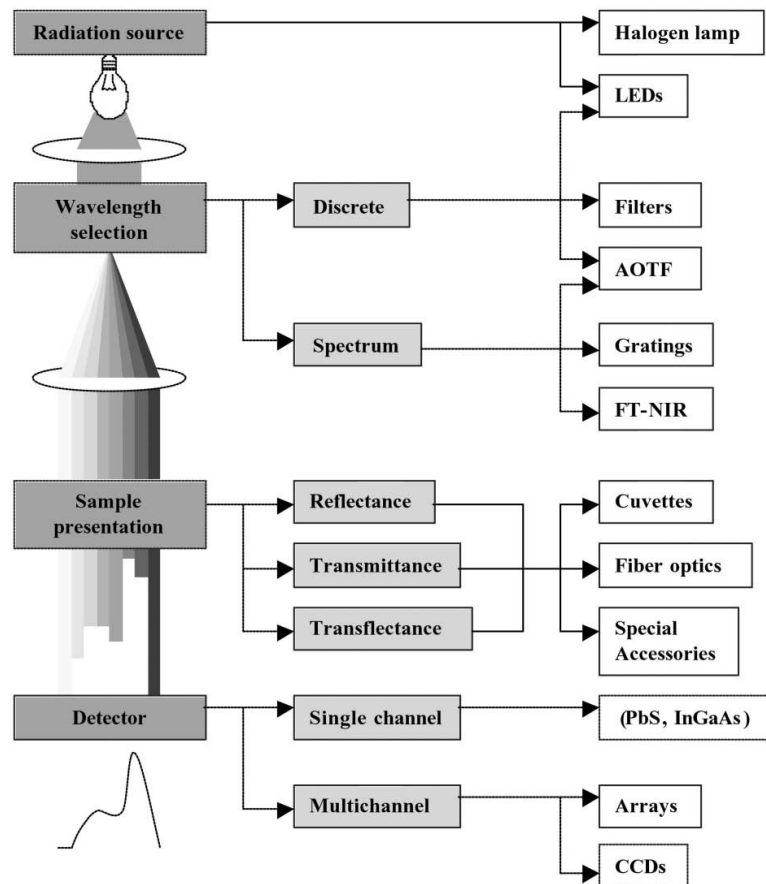 Radiation source
Halogen lamp
LEDs
Wavelength
selection
Discrete
Filters
AOTF
Spectrum
Gratings
FT-NIR
Sample
presentation
Reflectance
Cuvettes
Transmittance
Fiber optics
Transflectance
Special
Accessories
Detector
Single channel
(PbS, InGaAs)
Multichannel
Arrays
CCDs